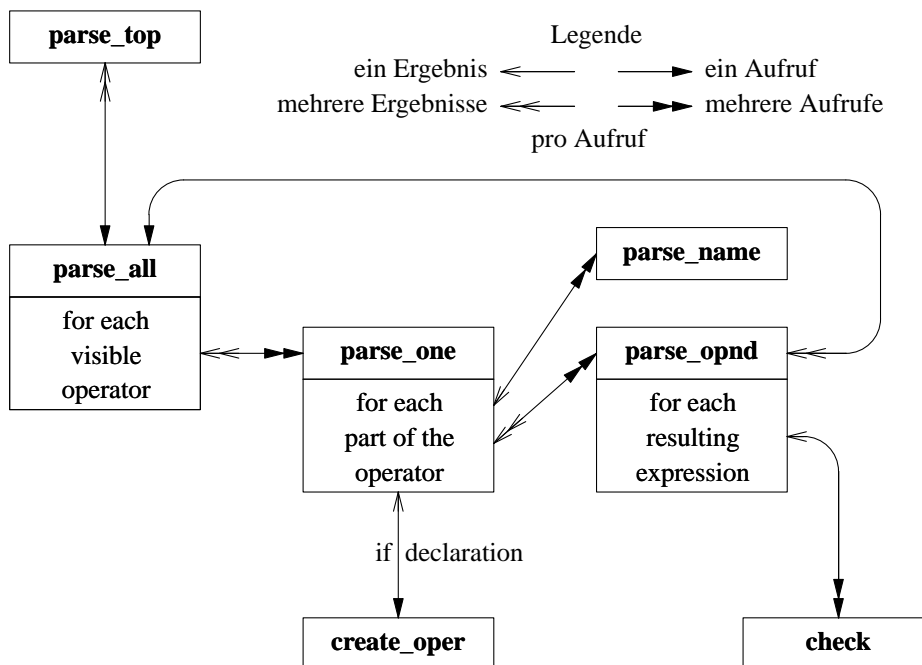 parse_top
Legende
ein Ergebnis
ein Aufruf
mehrere Ergebnisse
mehrere Aufrufe
pro Aufruf
parse_all
for each
visible
operator
parse_name
parse_one
for each
part of the
operator
parse_opnd
for each
resulting
expression
if declaration
create_oper
check